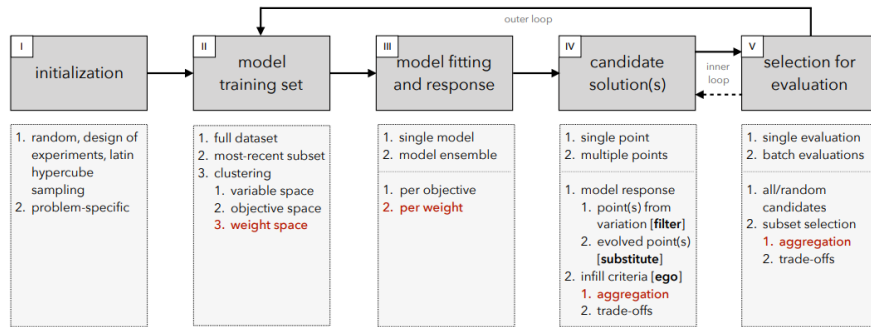 outer loop
I
initialization
II
model
training set
III
model fitting
and response
IV
candidate
solution(s)
inner
loop
V
selection for
evaluation
1. random, design of
experiments, latin
hypercube
sampling
2. problem-specific
1. full dataset
2. most-recent subset
3. clustering
1. variable space
2. objective space
3. weight space
1. single model
2. model ensemble
1. per objective
2. per weight
1. single point
2. multiple points
1. model response
1. point(s) from
variation [filter]
2. evolved point(s)
[substitute]
2. infill criteria [ego]
1. aggregation
2. trade-offs
1. single evaluation
2. batch evaluations
1. all/random
candidates
2. subset selection
1. aggregation
2. trade-offs